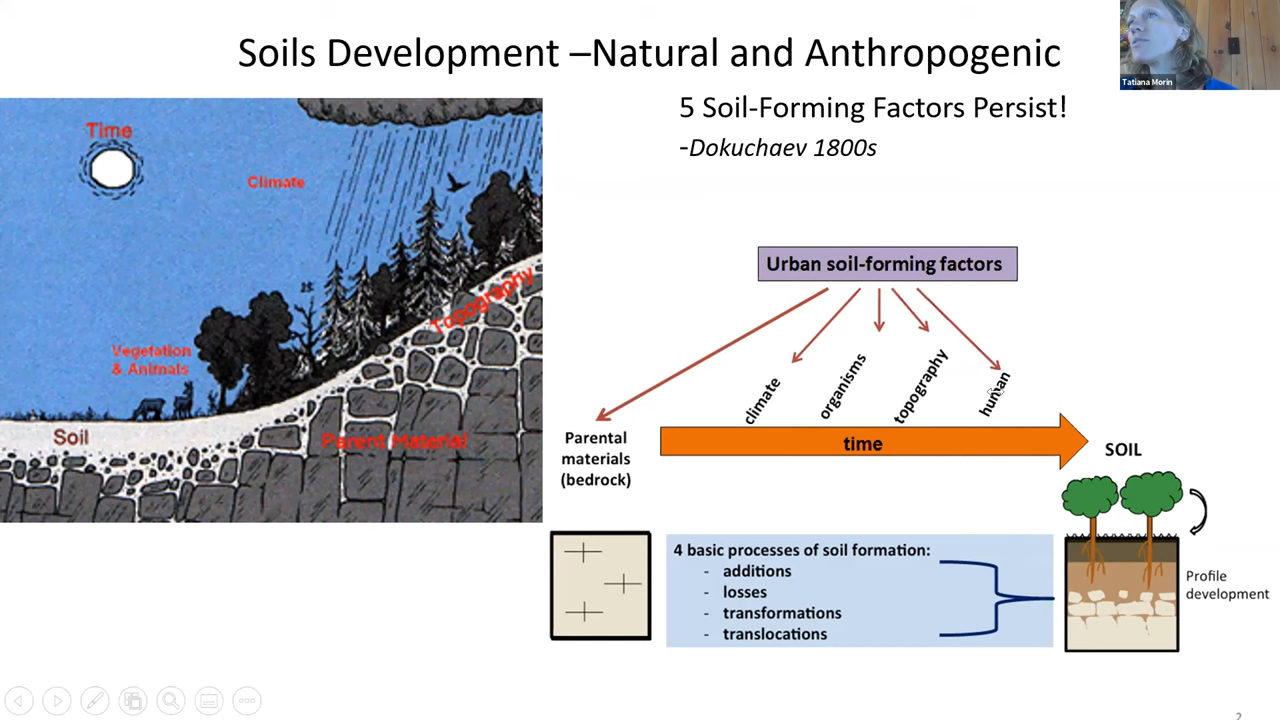 Soils Development –Natural and Anthropogenic
Tatiana Morin
5 Soil-Forming Factors Persist!
-Dokuchaev 1800s
Time
Climate
Topography
Vegetation
& Animals
Soil
Parent Material
Urban soil-forming factors
climate
organisms
topography
human
Parental
materials
(bedrock)
time
SOIL
4 basic processes of soil formation:
- additions
- losses
- transformations
- translocations
Profile
development
2